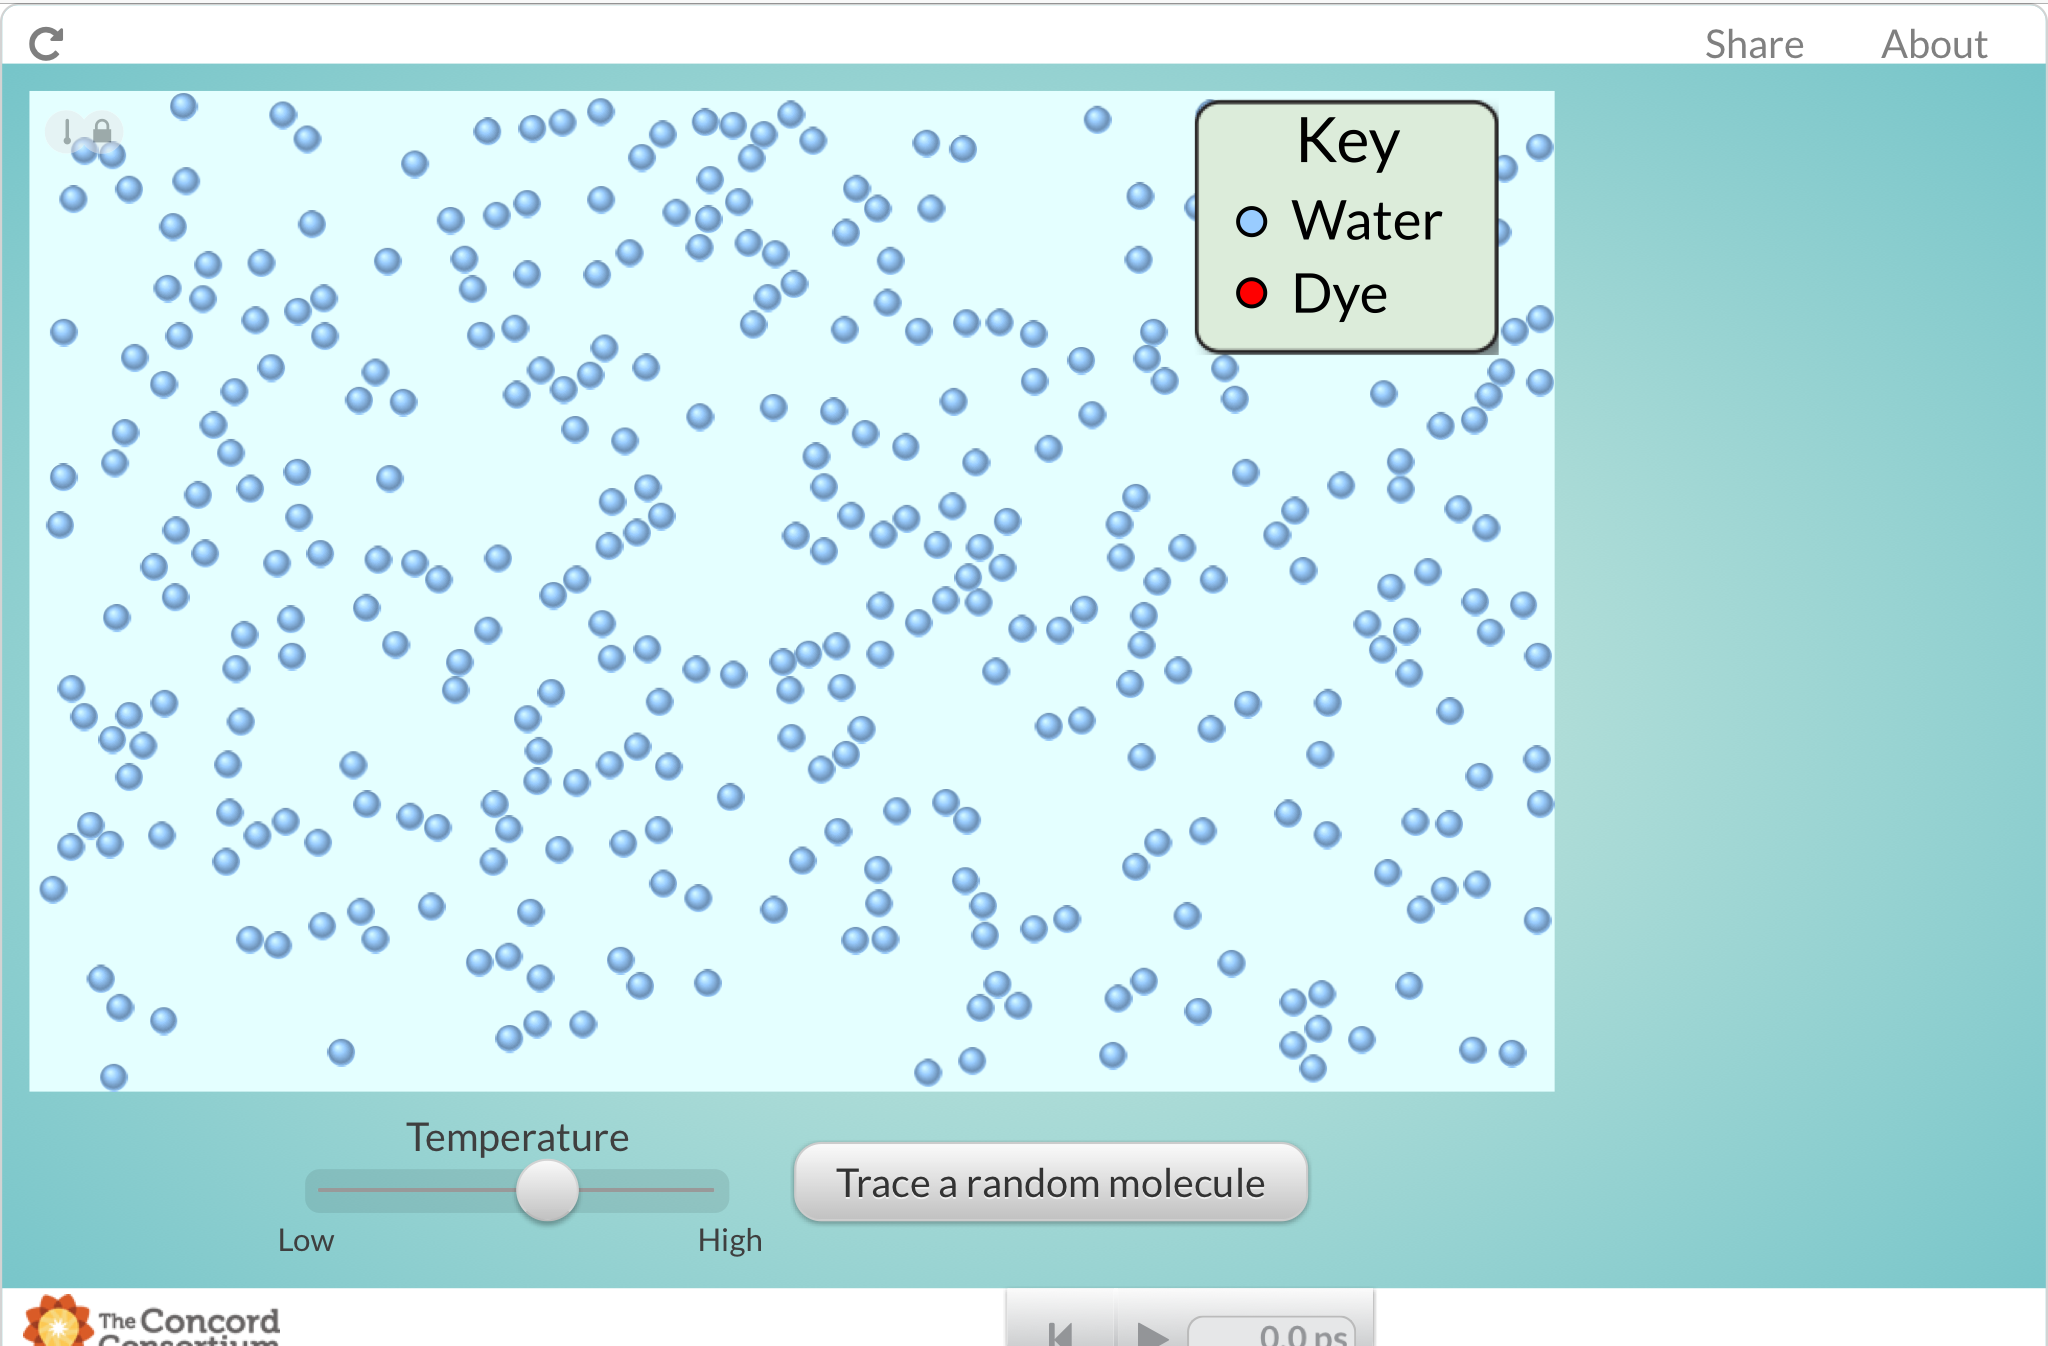 Share About
Key
Water
Dye
Temperature
Low High
Trace a random molecule
The Concord
Consortium
0.0 ps